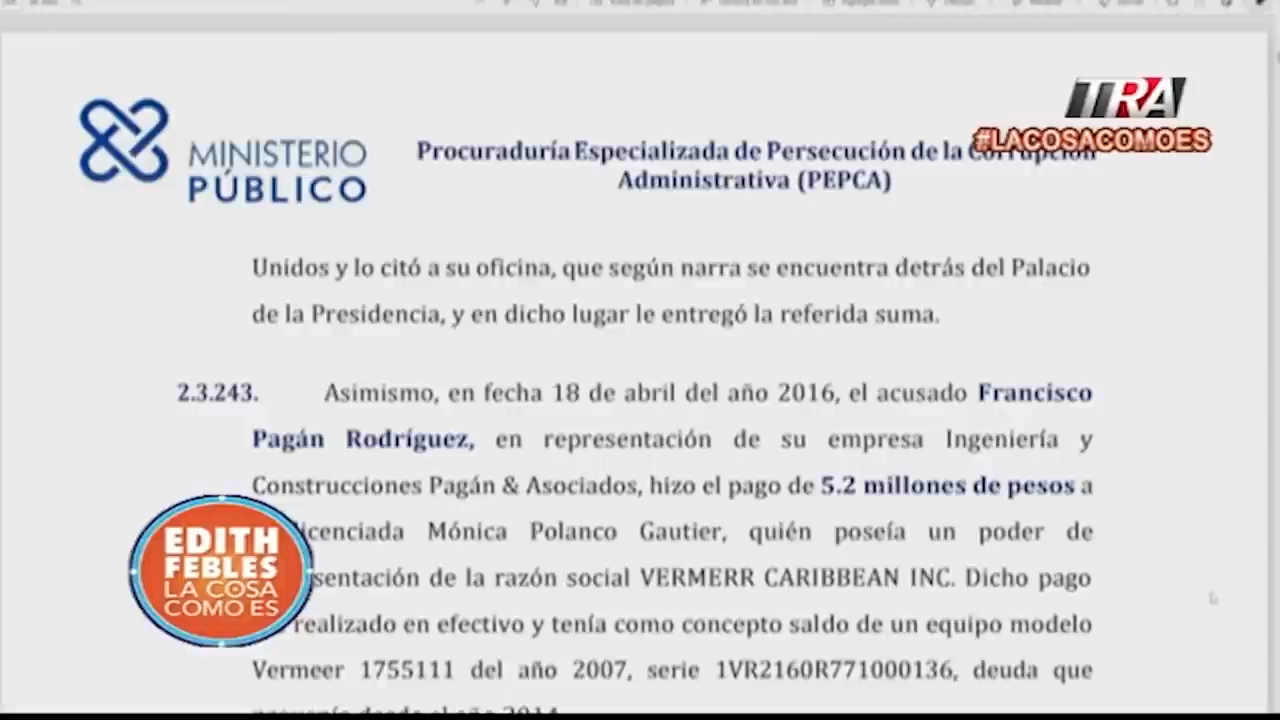 TRA
#LACOSACOMOES
MINISTERIO
PÚBLICO
Procuraduría Especializada de Persecución de la Corrupción
Administrativa (PEPCA)
Unidos y lo citó a su oficina, que según narra se encuentra detrás del Palacio
de la Presidencia, y en dicho lugar le entregó la referida suma.
2.3.243. Asimismo, en fecha 18 de abril del año 2016, el acusado Francisco
Pagán Rodríguez, en representación de su empresa Ingeniería y
Construcciones Pagán & Asociados, hizo el pago de 5.2 millones de pesos a
Mónica Polanco Gautier, quién poseía un poder de
de la razón social VERMERR CARIBBEAN INC. Dicho pago
realizado en efectivo y tenía como concepto saldo de un equipo modelo
Vermeer 1755111 del año 2007, serie 1VR2160R771000136, deuda que
EDITH
FEBLES
LA COSA
COMO ES